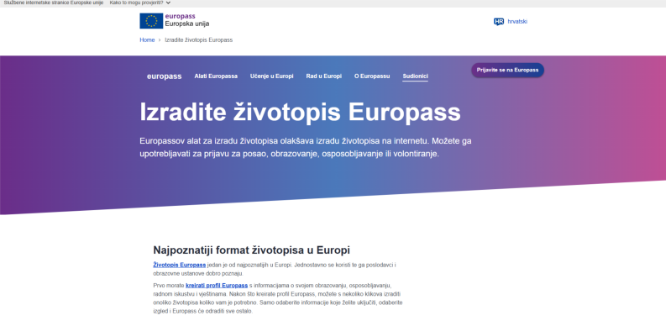 Službene internetske stranice Europske unije Kako to mogu provjeriti?
europass
Europska unija
HR hrvatski
Home Izradite životopis Europass
europass Alati Europassa Učenje u Europi Rad u Europi O Europassu Sudionici Prijavite se na Europass
Izradite životopis Europass
Europassov alat za izradu životopisa olakšava izradu životopisa na internetu. Možete ga
upotrebljavati za prijavu za posao, obrazovanje, osposobljavanje ili volontiranje.
Najpoznatiji format životopisa u Europi
Životopis Europass jedan je od najpoznatijih u Europi. Jednostavno se koristi te ga poslodavci i
obrazovne ustanove dobro poznaju.
Prvo morate kreirati profil Europass s informacijama o svojem obrazovanju, osposobljavanju,
radnom iskustvu i vještinama. Nakon što kreirate profil Europass, možete s nekoliko klikova izraditi
onoliko životopisa koliko vam je potrebno. Samo odaberite informacije koje želite uključiti, odaberite
izgled i Europass će odraditi sve ostalo.